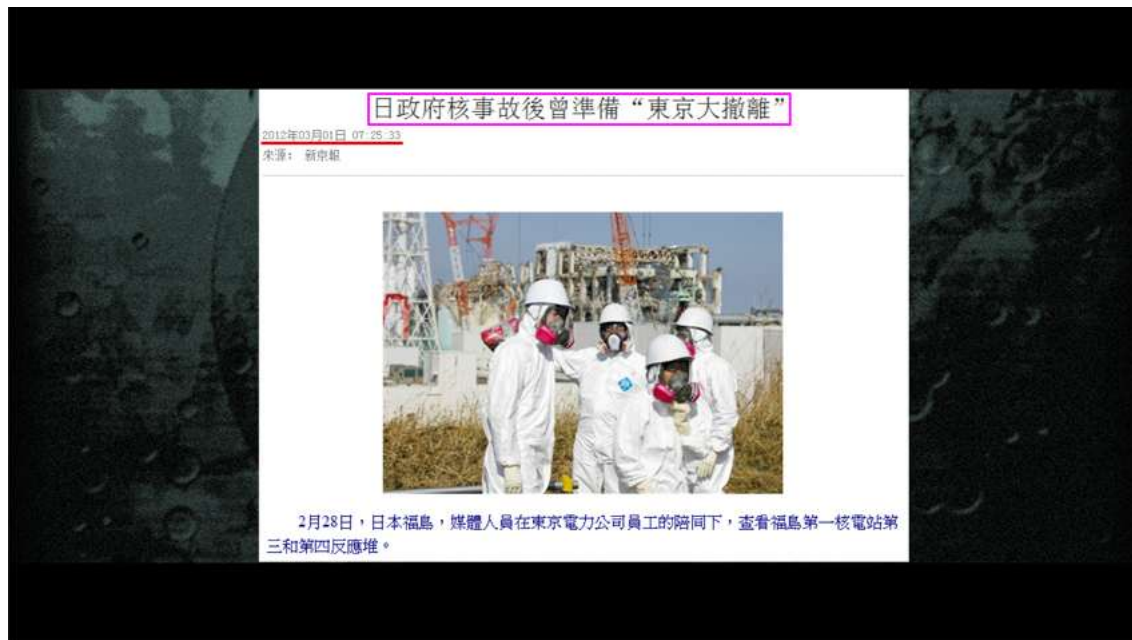 日政府核事故後曾準備“東京大撤離”
2012年03月01日 07:25:33
來源： 新京報
2月28日，日本福島，媒體人員在東京電力公司員工的陪同下，查看福島第一核電站第
三和第四反應堆。